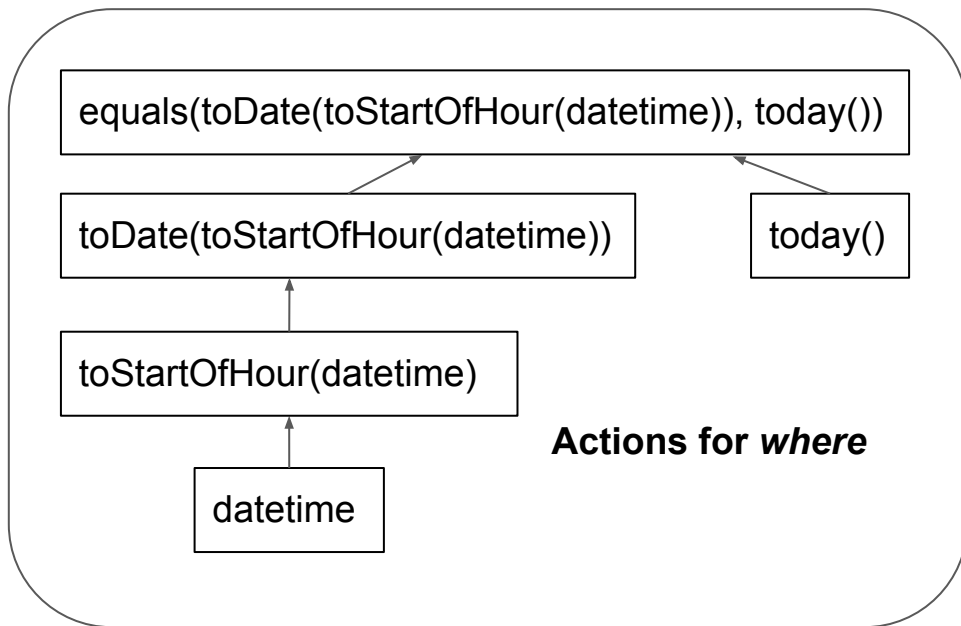 equals(toDate(toStartOfHour(datetime)), today())
toDate(toStartOfHour(datetime))
today()
toStartOfHour(datetime)
Actions for where
datetime